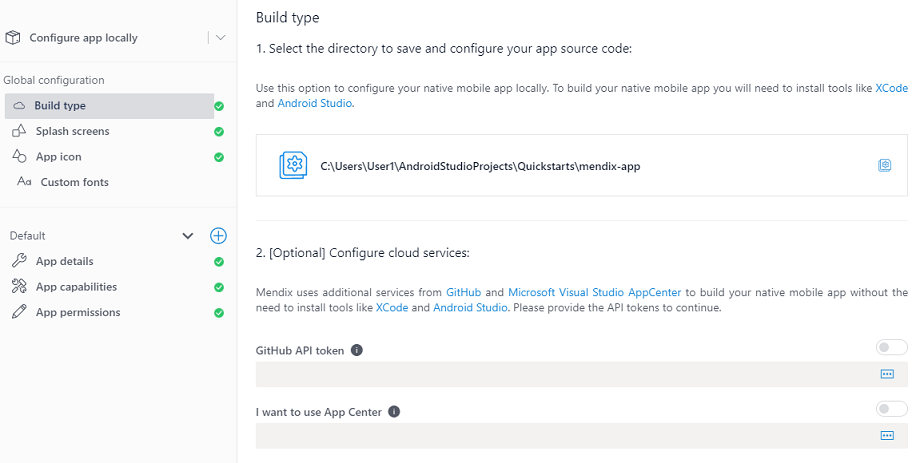 Configure app locally
Global configuration
Build type
Splash screens
App icon
Custom fonts
Default
App details
App capabilities
App permissions
Build type
1. Select the directory to save and configure your app source code:
Use this option to configure your native mobile app locally. To build your native mobile app you will need to install tools like XCode
and Android Studio.
C:\Users\User1\AndroidStudioProjects\Quickstarts\mendix-app
2. [Optional] Configure cloud services:
Mendix uses additional services from GitHub and Microsoft Visual Studio AppCenter to build your native mobile app without the
need to install tools like XCode and Android Studio. Please provide the API tokens to continue.
GitHub API token
I want to use App Center